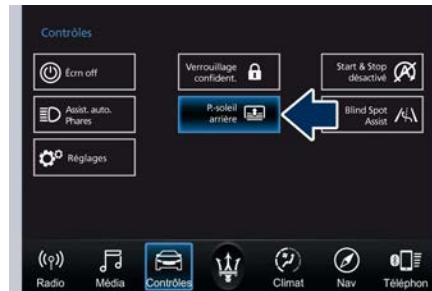 Contrôles
Écrn off
Verrouillage
confident.
Start & Stop
désactivé
Assist. auto.
Phares
P.-soleil
arrière
Blind Spot
Assist
Réglages
Radio
Média
Contrôles
Climat
Nav
Téléphon